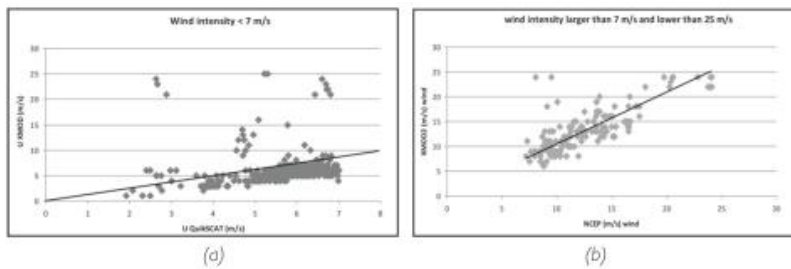 Wind intensity < 7 m/s
30
25
20
15
10
5
0
0 1 2 3 4 5 6 7 8
U XMOD (m/s)
U QuikSCAT (m/s)
(a)
wind intensity larger than 7 m/s and lower than 25 m/s
30
25
20
15
10
5
0
0 5 10 15 20 25 30
XMOD2 (m/s) wind
NCEP (m/s) wind
(b)